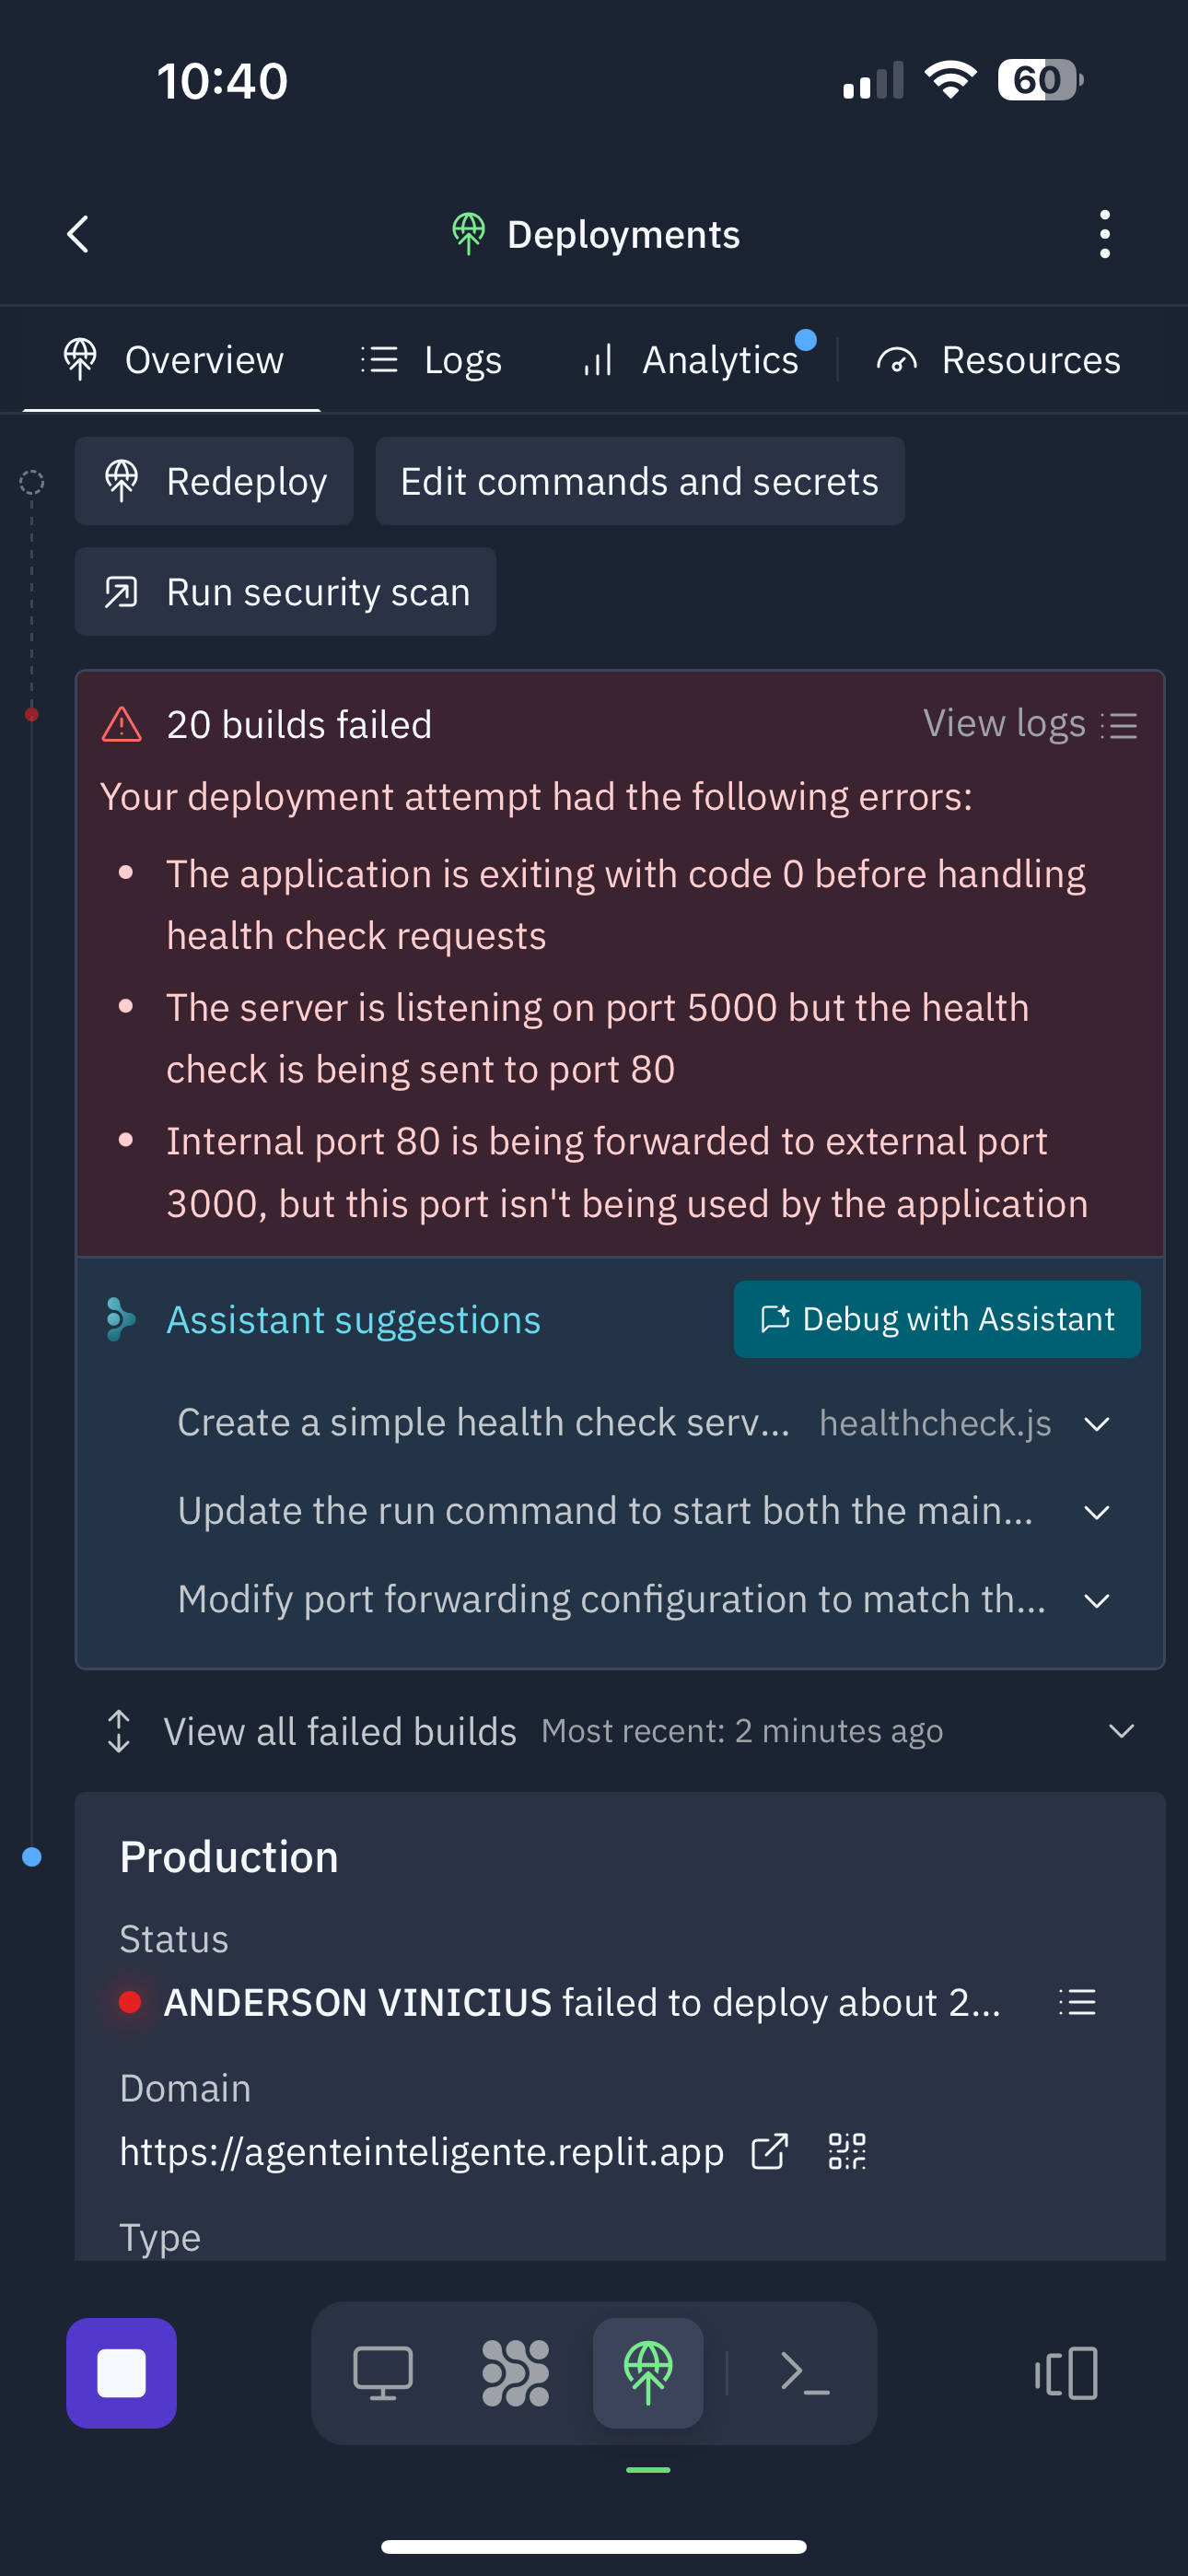 10:40
60
Deployments
Overview
Logs
Analytics
Resources
Redeploy
Edit commands and secrets
Run security scan
20 builds failed
View logs
Your deployment attempt had the following errors:
• The application is exiting with code 0 before handling
health check requests
• The server is listening on port 5000 but the health
check is being sent to port 80
• Internal port 80 is being forwarded to external port
3000, but this port isn't being used by the application
Assistant suggestions
Debug with Assistant
Create a simple health check serv... healthcheck.js
Update the run command to start both the main...
Modify port forwarding configuration to match th...
View all failed builds Most recent: 2 minutes ago
Production
Status
ANDERSON VINICIUS failed to deploy about 2...
Domain
https://agenteinteligente.replit.app
Type